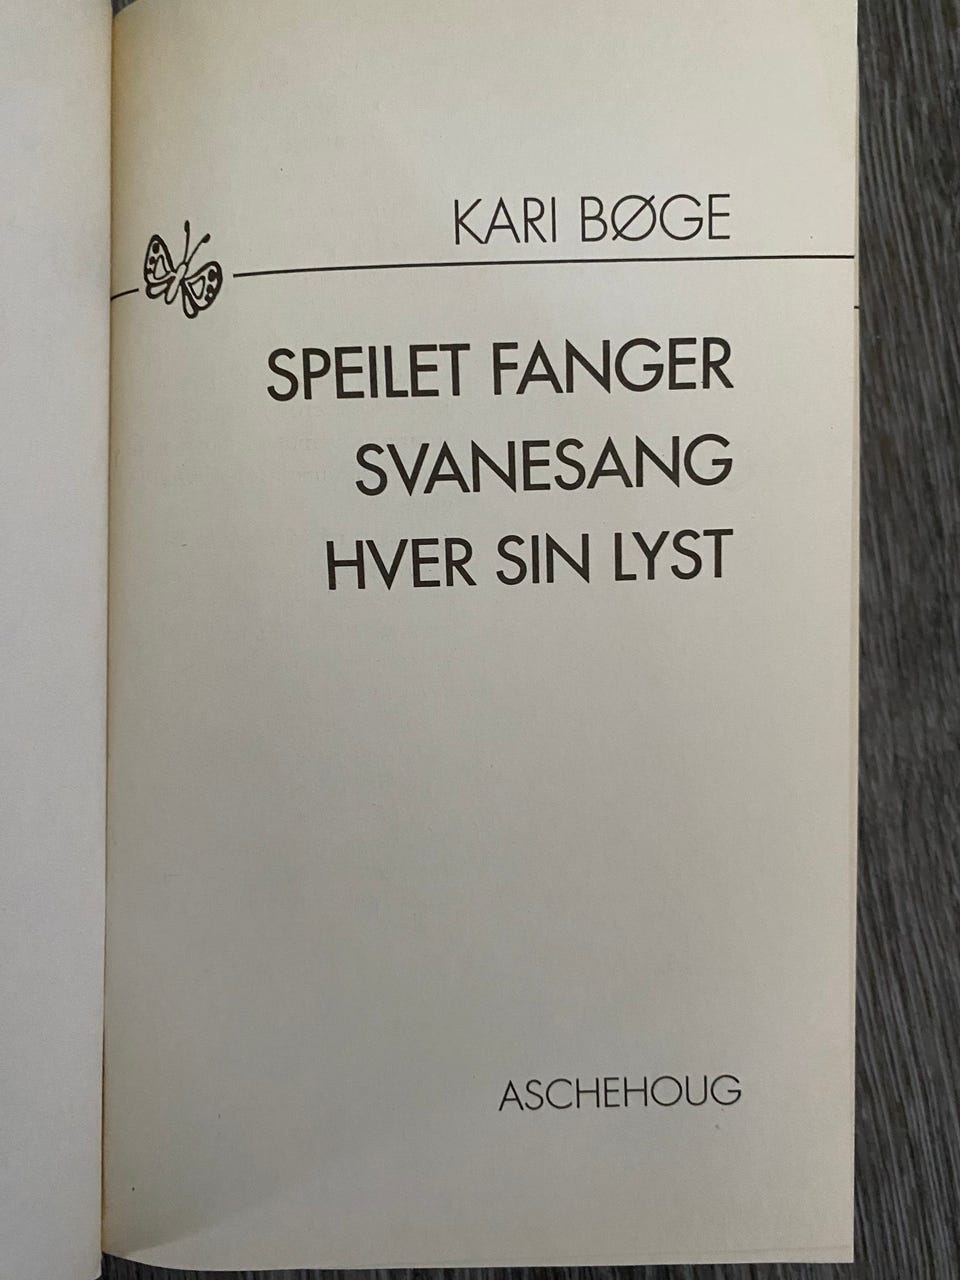 KARI BØGE
SPEILET FANGER
SVANESANG
HVER SIN LYST
ASCHEHOUG